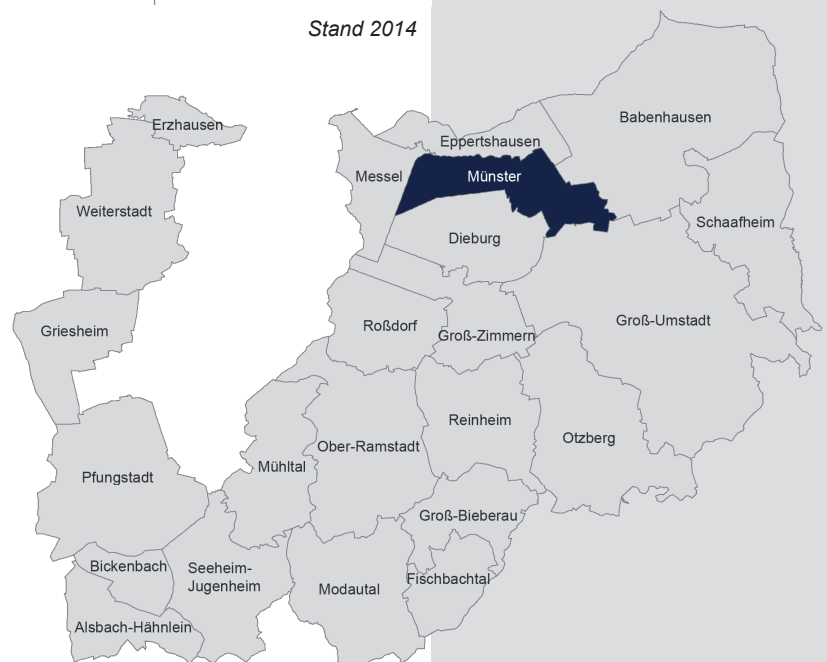 Stand 2014
Babenhausen
Erzhausen
Eppertshausen
Messel
Münster
Weiterstadt
Schaafheim
Dieburg
Groß-Umstadt
Roßdorf
Griesheim
Groß-Zimmern
Reinheim
Otzberg
Ober-Ramstadt
Mühltal
Pfungstadt
Groß-Bieberau
Bickenbach
Seeheim-
Jugenheim
Fischbachtal
Modautal
Alsbach-Hähnlein